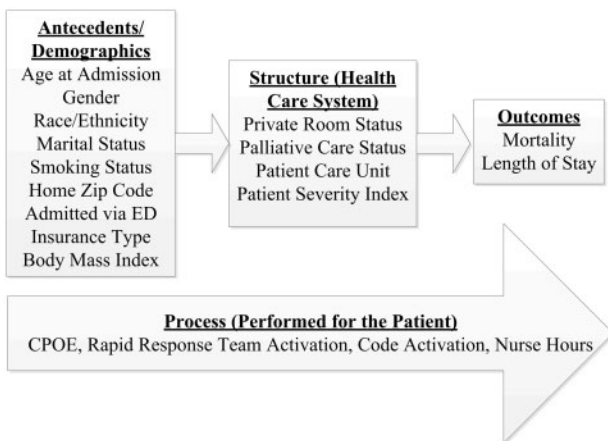 Antecedents/
Demographics
Age at Admission
Gender
Race/Ethnicity
Marital Status
Smoking Status
Home Zip Code
Admitted via ED
Insurance Type
Body Mass Index
Structure (Health
Care System)
Private Room Status
Palliative Care Status
Patient Care Unit
Patient Severity Index
Outcomes
Mortality
Length of Stay
Process (Performed for the Patient)
CPOE, Rapid Response Team Activation, Code Activation, Nurse Hours